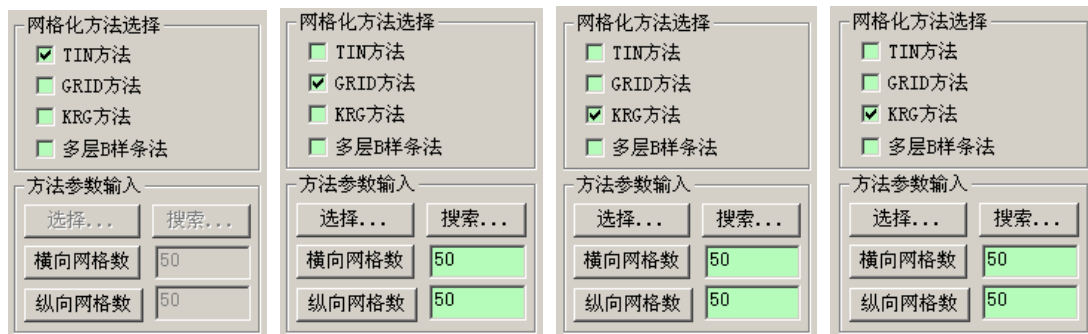 网格化方法选择
TIN方法
GRID方法
KRG方法
多层B样条法
方法参数输入
选择... 搜索...
横向网格数 50
纵向网格数 50
网格化方法选择
TIN方法
GRID方法
KRG方法
多层B样条法
方法参数输入
选择... 搜索...
横向网格数 50
纵向网格数 50
网格化方法选择
TIN方法
GRID方法
KRG方法
多层B样条法
方法参数输入
选择... 搜索...
横向网格数 50
纵向网格数 50
网格化方法选择
TIN方法
GRID方法
KRG方法
多层B样条法
方法参数输入
选择... 搜索...
横向网格数 50
纵向网格数 50